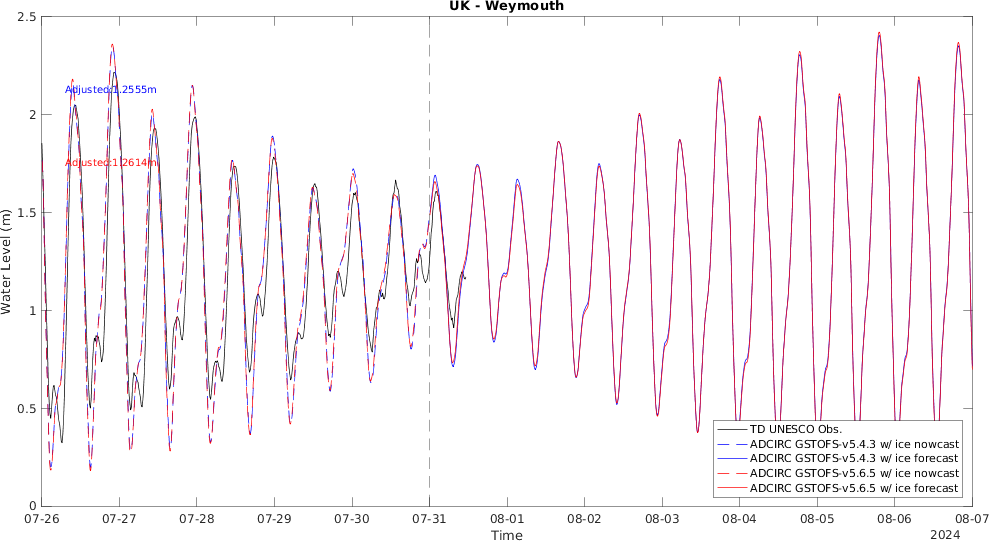 UK - Weymouth
2.5
2
1.5
1
0.5
0
Water Level (m)
Adjusted:1.2555m
Adjusted:1.2614m
TD UNESCO Obs.
ADCIRC GSTOFS-v5.4.3 w/ ice nowcast
ADCIRC GSTOFS-v5.4.3 w/ ice forecast
ADCIRC GSTOFS-v5.6.5 w/ ice nowcast
ADCIRC GSTOFS-v5.6.5 w/ ice forecast
07-26 07-27 07-28 07-29 07-30 07-31 08-01 08-02 08-03 08-04 08-05 08-06 08-07
Time
2024